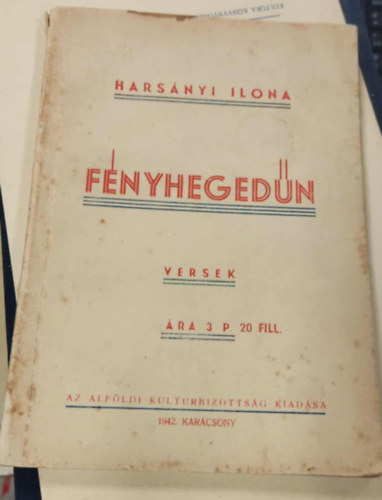 HARSÁNYI ILONA
FÉNYHEGEDŰN
VERSEK
ÁRA 3 P 20 FILL.
AZ ALFÖLDI KULTURBIZOTTSÁG KIADÁSA
1942. KARÁCSONY